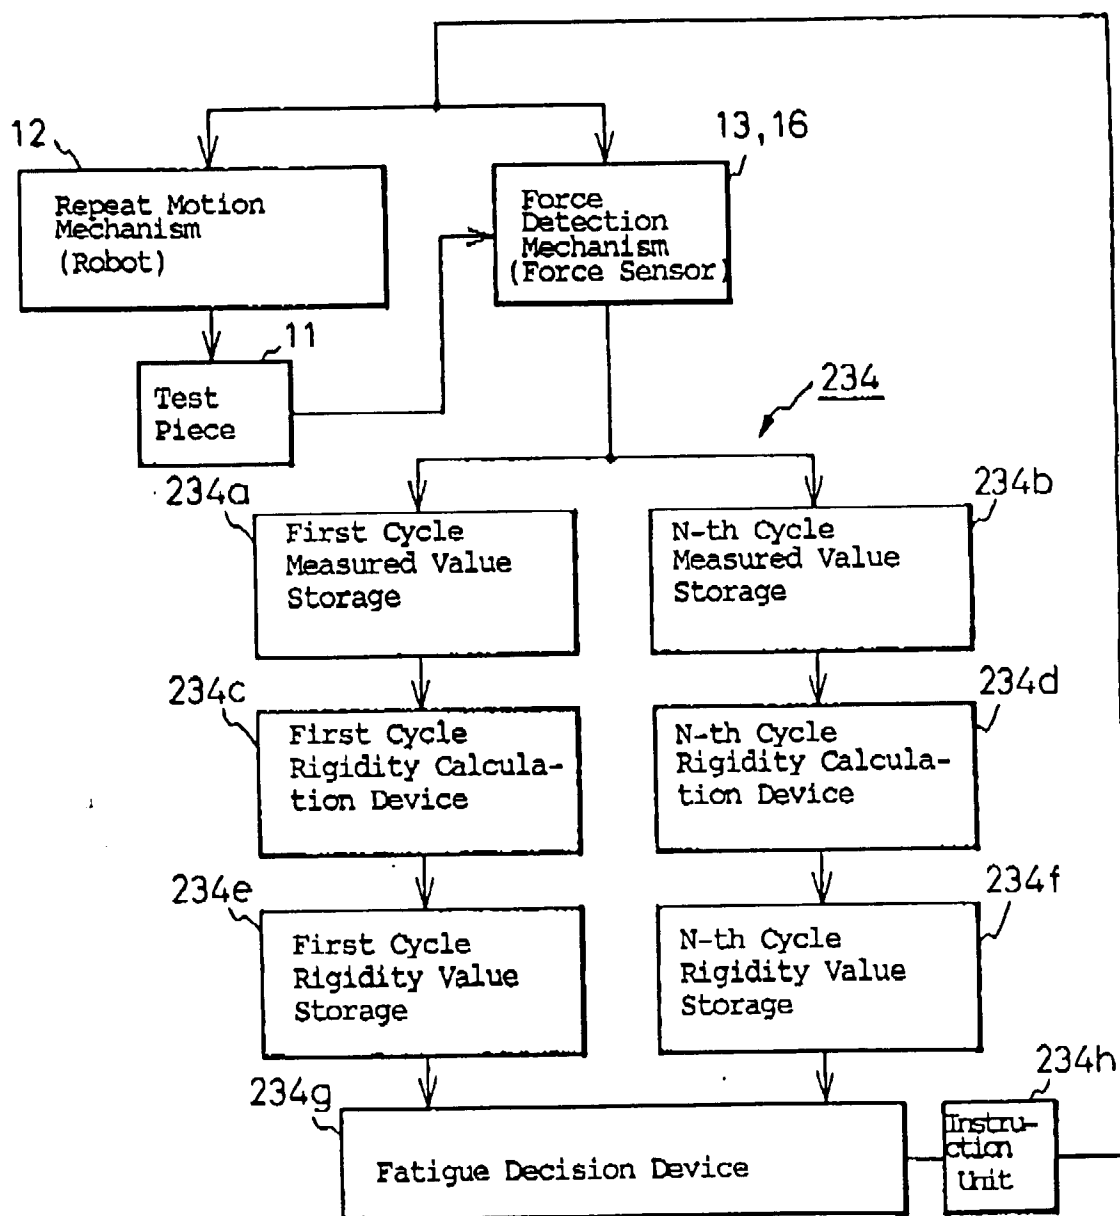 12
13,16
Repeat Motion
Mechanism
(Robot)
Force
Detection
Mechanism
(Force Sensor)
11
Test
Piece
234
234a
234b
First Cycle
Measured Value
Storage
N-th Cycle
Measured Value
Storage
234c
234d
First Cycle
Rigidity Calcula-
tion Device
N-th Cycle
Rigidity Calcula-
tion Device
234e
234f
First Cycle
Rigidity Value
Storage
N-th Cycle
Rigidity Value
Storage
234g
234h
Fatigue Decision Device
Instru-
ction
Unit